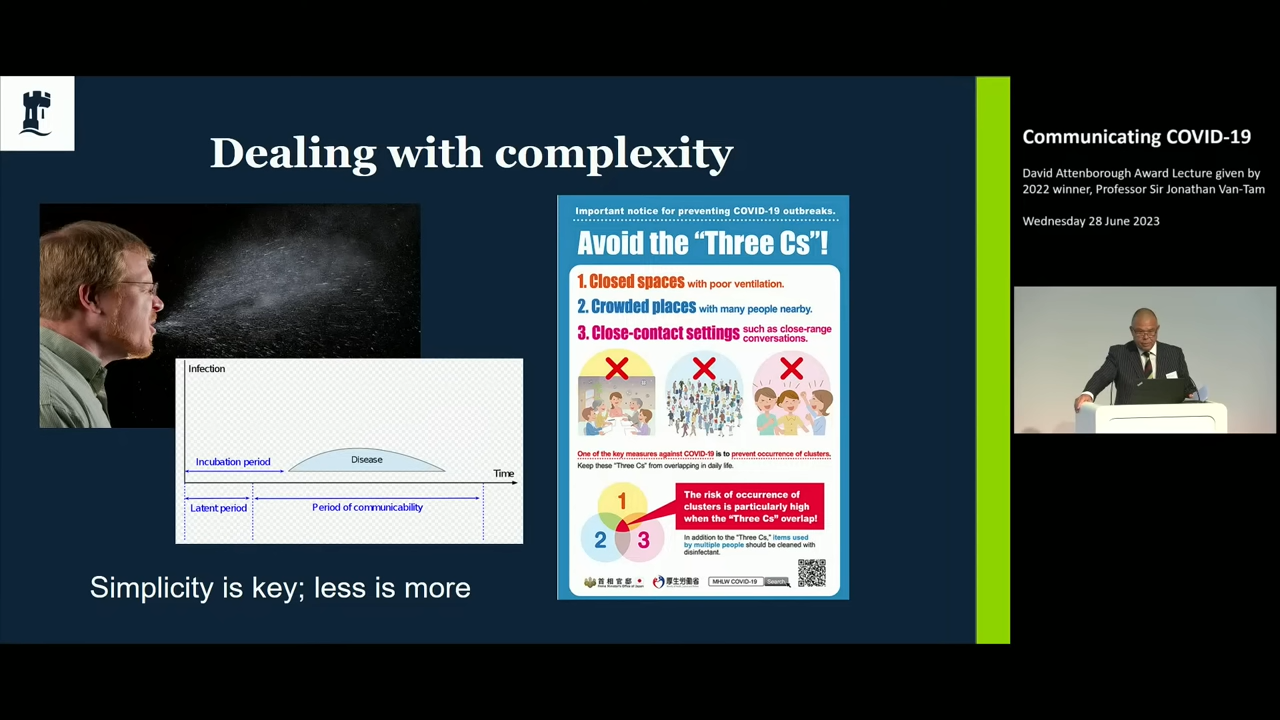 Dealing with complexity
Infection
Incubation period
Disease
Time
Latent period
Period of communicability
Simplicity is key; less is more
Important notice for preventing COVID-19 outbreaks.
Avoid the “Three Cs”!
1. Closed spaces with poor ventilation.
2. Crowded places with many people nearby.
3. Close-contact settings such as close-range
conversations.
One of the key measures against COVID-19 is to prevent occurrence of clusters.
Keep these “Three Cs” from overlapping in daily life.
1
2
3
The risk of occurrence of
clusters is particularly high
when the “Three Cs” overlap!
In addition to the “Three Cs,” items used
by multiple people should be cleaned with
disinfectant.
首相官邸
Prime Minister's Office of Japan
厚生労働省
MHLW COVID-19 Search
Communicating COVID-19
David Attenborough Award Lecture given by
2022 winner, Professor Sir Jonathan Van-Tam
Wednesday 28 June 2023